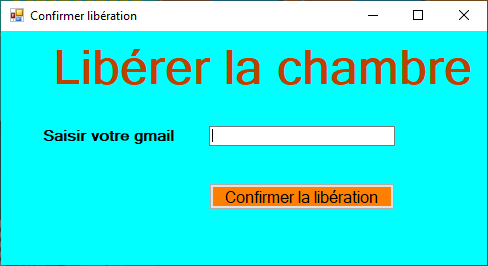 Confirmer libération
Libérer la chambre
Saisir votre gmail
Confirmer la libération